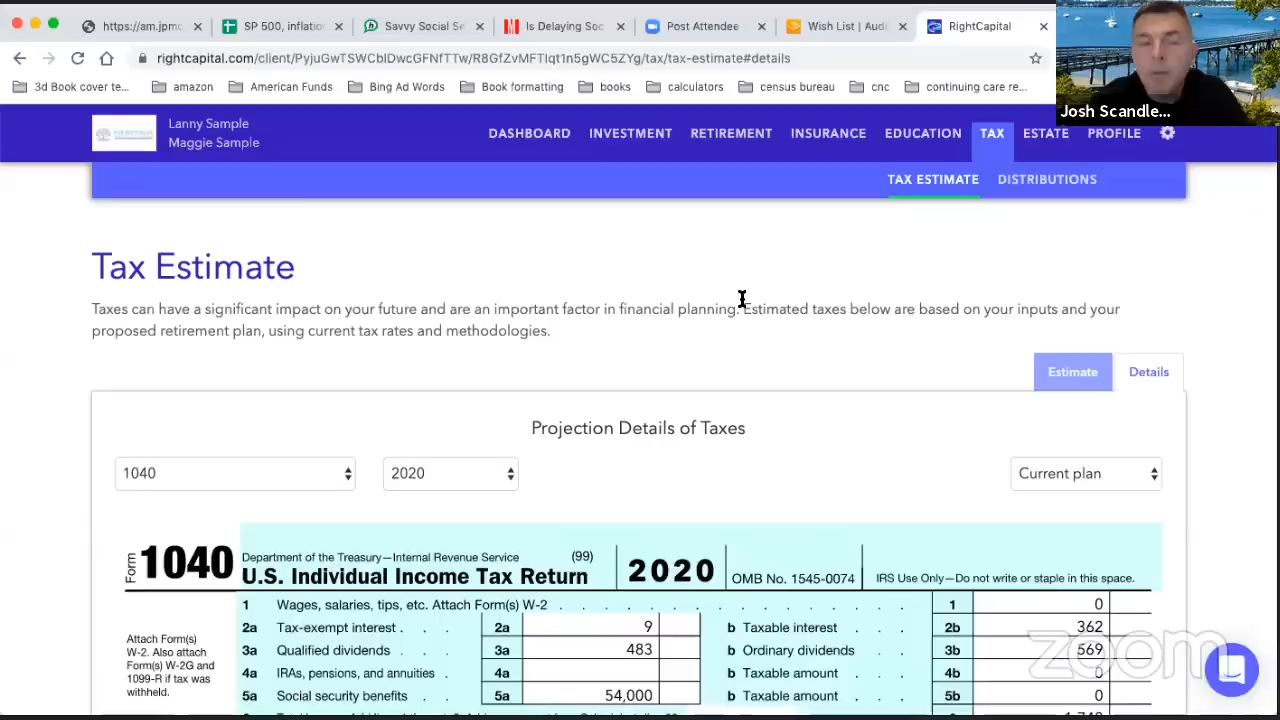 https://am.jpmc
SP 500, inflation
Savvy Social Se
Is Delaying Soc
Post Attendee
Wish List | Audi
RightCapital
rightcapital.com/client/PyjuGwTSWCblDwcGFNfTTw/R8GfZvMFTlqt1n5gWC5ZYg/tax/tax-estimate#details
3d Book cover te...
amazon
American Funds
Bing Ad Words
Book formatting
books
calculators
census bureau
cnc
continuing care re...
Josh Scandle...
Lanny Sample
Maggie Sample
DASHBOARD INVESTMENT RETIREMENT INSURANCE EDUCATION TAX ESTATE PROFILE
TAX ESTIMATE DISTRIBUTIONS
Tax Estimate
Taxes can have a significant impact on your future and are an important factor in financial planning. Estimated taxes below are based on your inputs and your
proposed retirement plan, using current tax rates and methodologies.
Estimate Details
Projection Details of Taxes
1040 2020 Current plan
Form 1040 Department of the Treasury—Internal Revenue Service (99)
U.S. Individual Income Tax Return 2020 OMB No. 1545-0074 IRS Use Only—Do not write or staple in this space.
1 Wages, salaries, tips, etc. Attach Form(s) W-2 . . . . . . . . . . . . 1 0
Attach Form(s)
W-2. Also attach
Form(s) W-2G and
1099-R if tax was
withheld.
2a Tax-exempt interest . . . 2a 9 b Taxable interest . . . 2b 362
3a Qualified dividends . . . 3a 483 b Ordinary dividends . . . 3b 569
4a IRAs, pensions, and annuities . 4a b Taxable amount . . . 4b 0
5a Social security benefits . . 5a 54,000 b Taxable amount . . . 5b 0
zoom